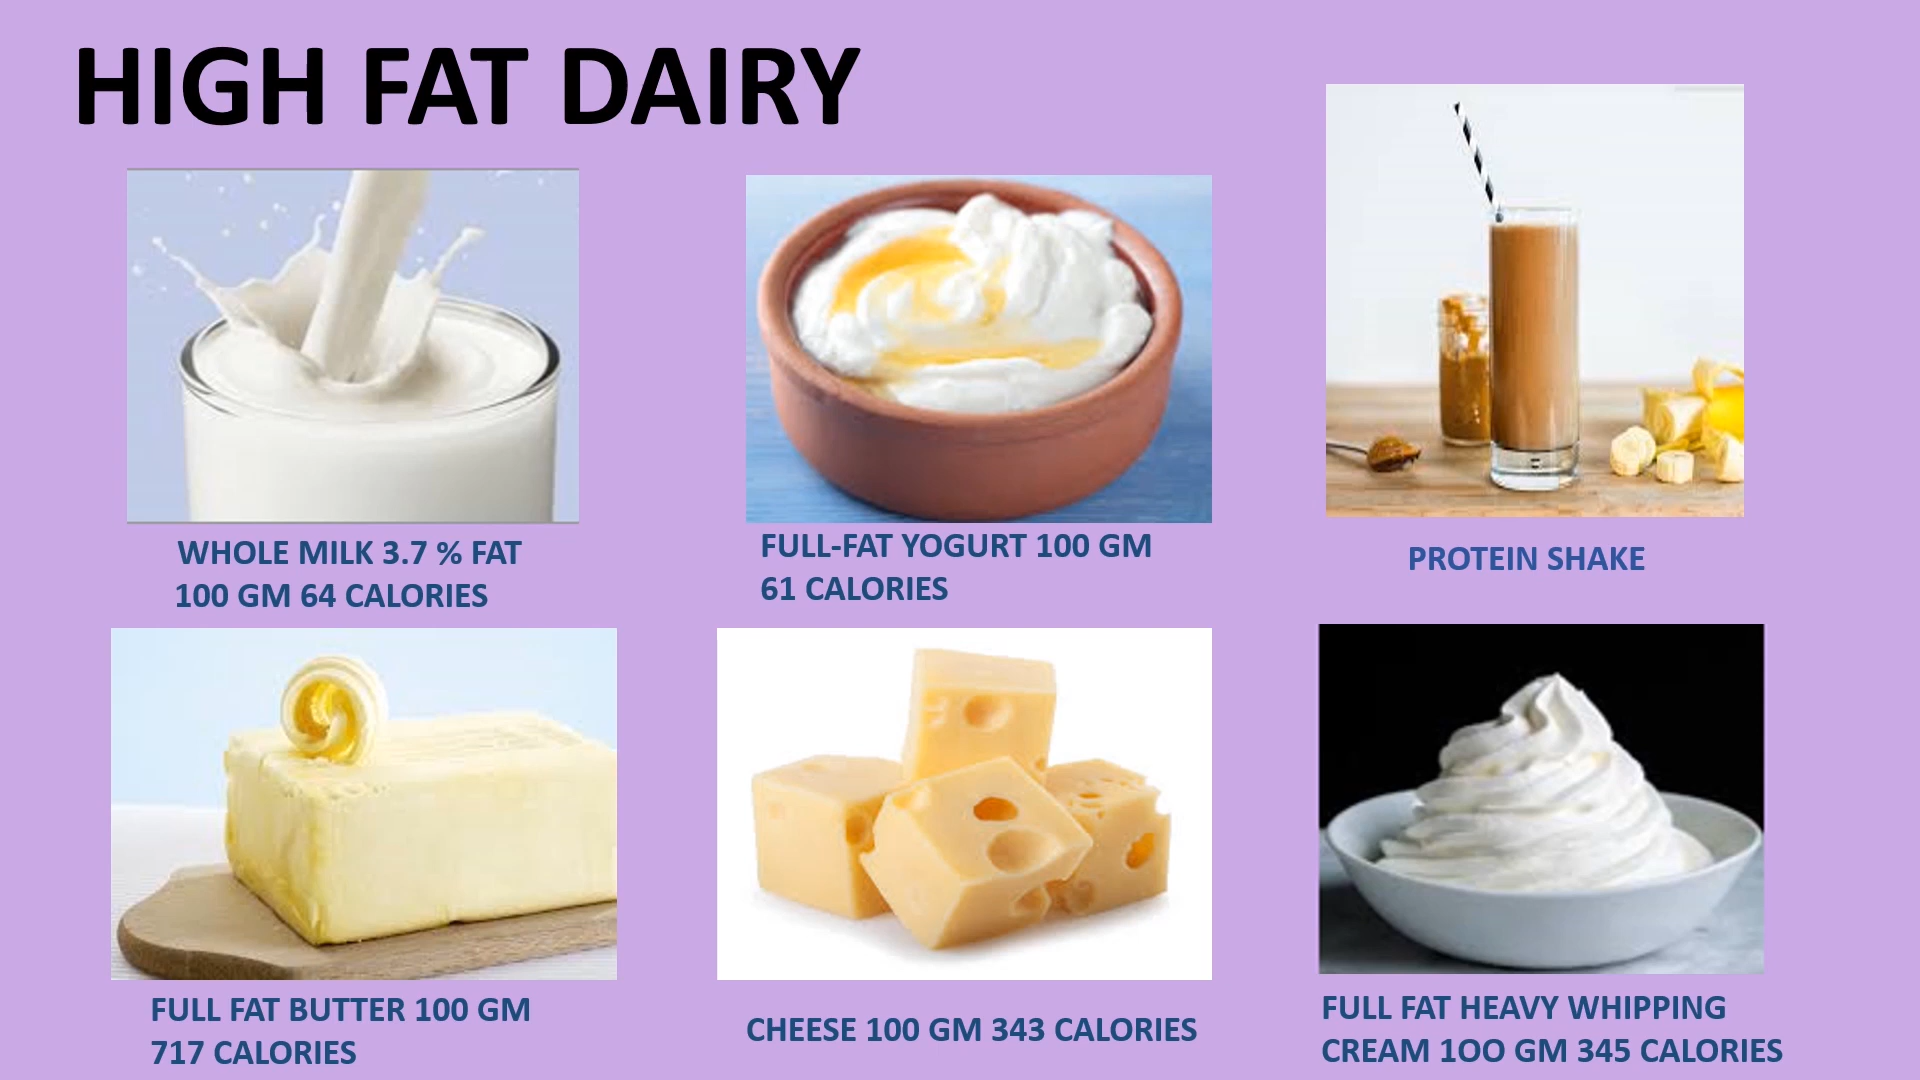 HIGH FAT DAIRY
WHOLE MILK 3.7 % FAT
100 GM 64 CALORIES
FULL-FAT YOGURT 100 GM
61 CALORIES
PROTEIN SHAKE
FULL FAT BUTTER 100 GM
717 CALORIES
CHEESE 100 GM 343 CALORIES
FULL FAT HEAVY WHIPPING
CREAM 1OO GM 345 CALORIES